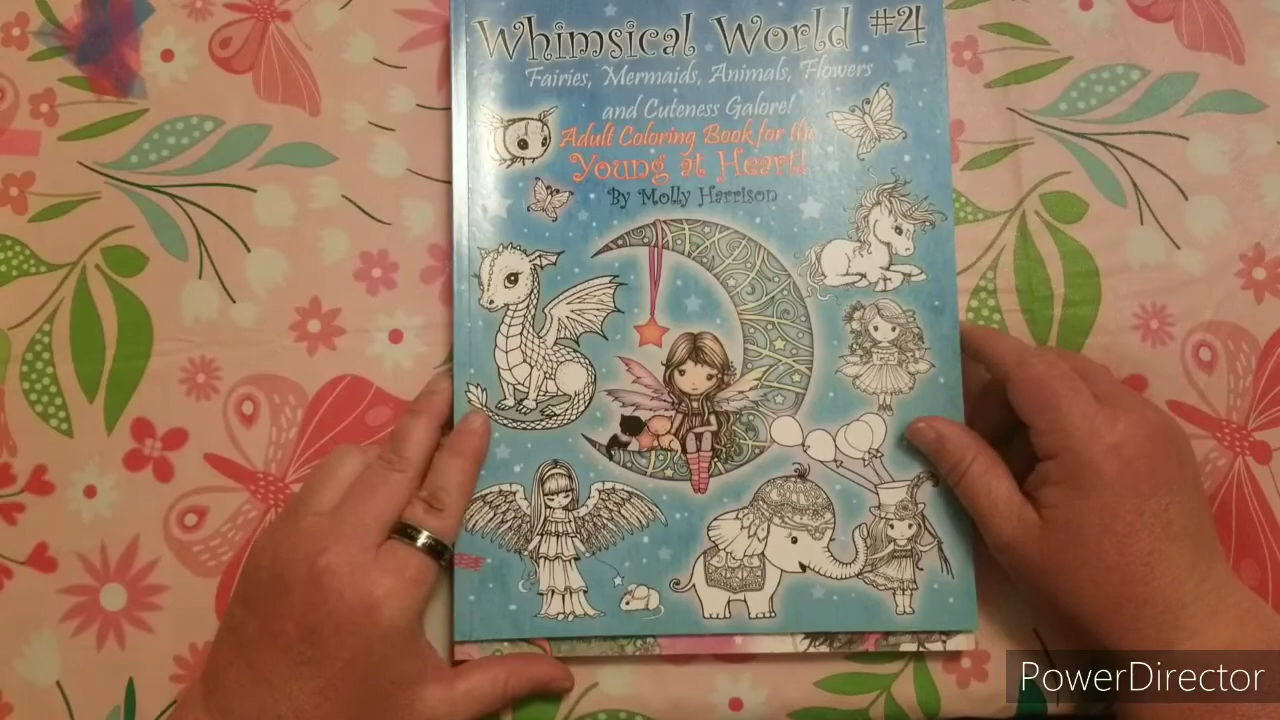 Whimsical World #4
Fairies, Mermaids, Animals, Flowers
and Cuteness Galore!
Adult Coloring Book for the
Young at Heart!
By Molly Harrison
PowerDirector